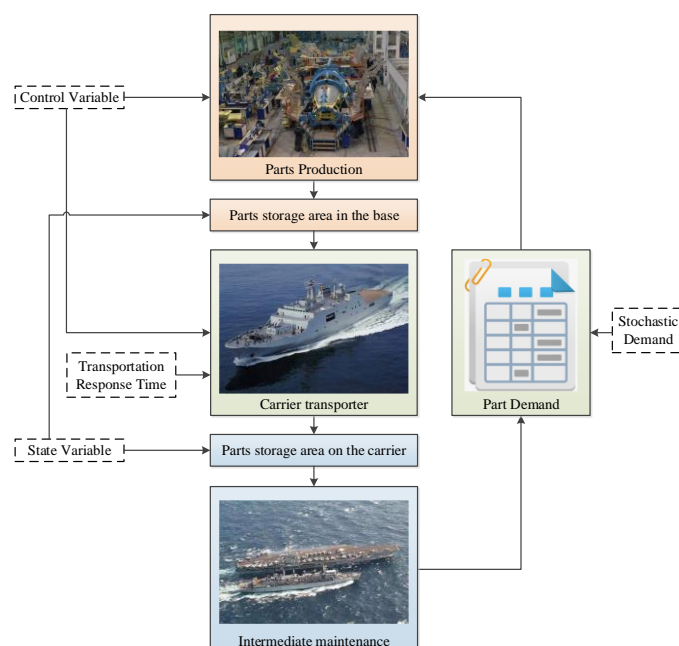 Control Variable
Parts Production
Parts storage area in the base
Stochastic
Demand
Transportation
Response Time
Carrier transporter
Part Demand
State Variable
Parts storage area on the carrier
Intermediate maintenance